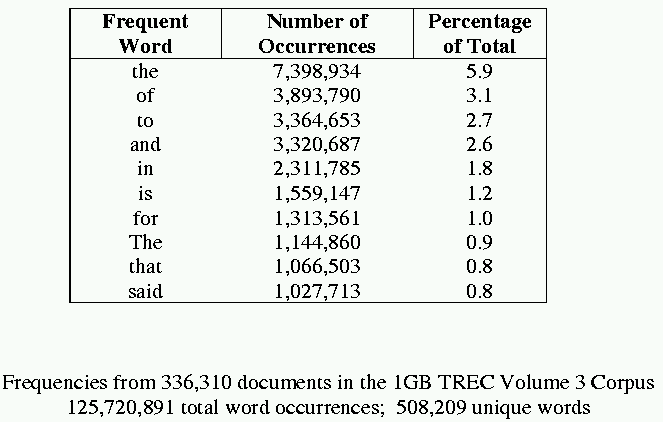 Frequent Word Number of Occurrences Percentage of Total
the 7,398,934 5.9
of 3,893,790 3.1
to 3,364,653 2.7
and 3,320,687 2.6
in 2,311,785 1.8
is 1,559,147 1.2
for 1,313,561 1.0
The 1,144,860 0.9
that 1,066,503 0.8
said 1,027,713 0.8
Frequencies from 336,310 documents in the 1GB TREC Volume 3 Corpus
125,720,891 total word occurrences; 508,209 unique words